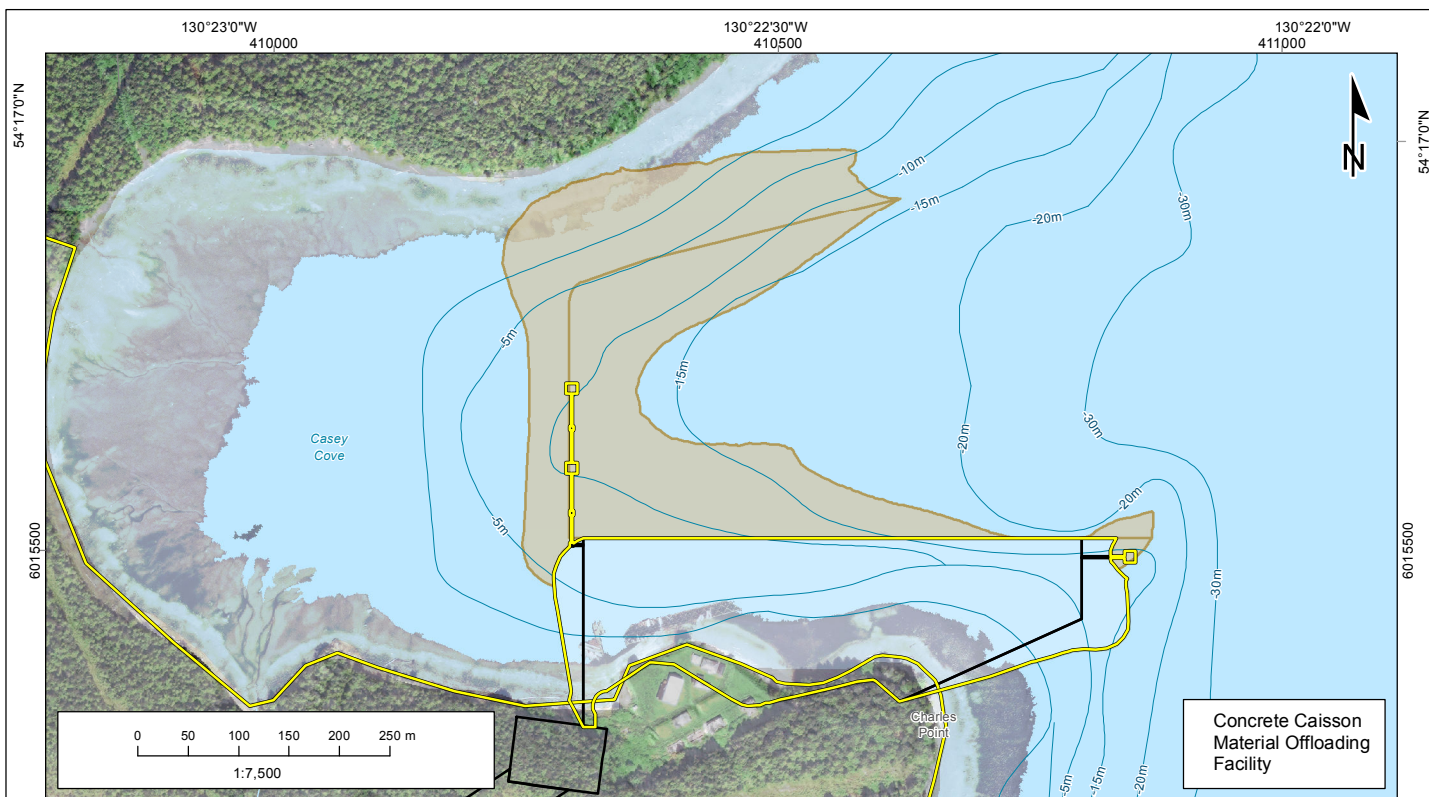 130°23'0"W
130°22'30"W
130°22'0"W
410000
410500
411000
54°17'0"N
54°17'0"N
N
-10m
-15m
-30m
-20m
-5m
-15m
-30m
-20m
Casey
Cove
-20m
-5m
6015500
6015500
-30m
Charles
Point
0 50 100 150 200 250 m
1:7,500
-5m
-15m
-20m
Concrete Caisson
Material Offloading
Facility